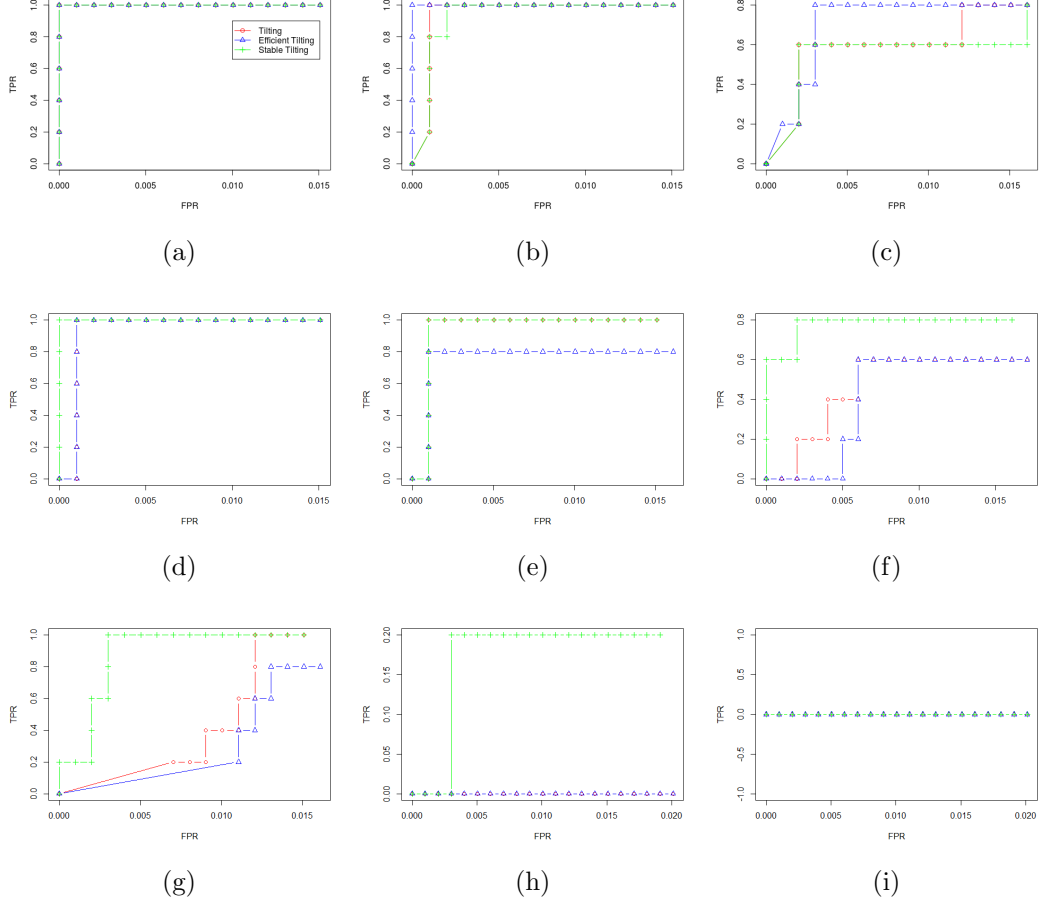 TPR
0.0 0.2 0.4 0.6 0.8 1.0
Tilting
Efficient Tilting
Stable Tilting
0.000 0.005 0.010 0.015
FPR
(a)
TPR
0.0 0.2 0.4 0.6 0.8 1.0
0.000 0.005 0.010 0.015
FPR
(b)
TPR
0.0 0.2 0.4 0.6 0.8
0.000 0.005 0.010 0.015
FPR
(c)
TPR
0.0 0.2 0.4 0.6 0.8 1.0
0.000 0.005 0.010 0.015
FPR
(d)
TPR
0.0 0.2 0.4 0.6 0.8 1.0
0.000 0.005 0.010 0.015
FPR
(e)
TPR
0.0 0.2 0.4 0.6 0.8
0.000 0.005 0.010 0.015
FPR
(f)
TPR
0.0 0.2 0.4 0.6 0.8 1.0
0.000 0.005 0.010 0.015
FPR
(g)
TPR
0.00 0.05 0.10 0.15 0.20
0.000 0.005 0.010 0.015 0.020
FPR
(h)
TPR
-1.0 -0.5 0.0 0.5 1.0
0.000 0.005 0.010 0.015 0.020
FPR
(i)